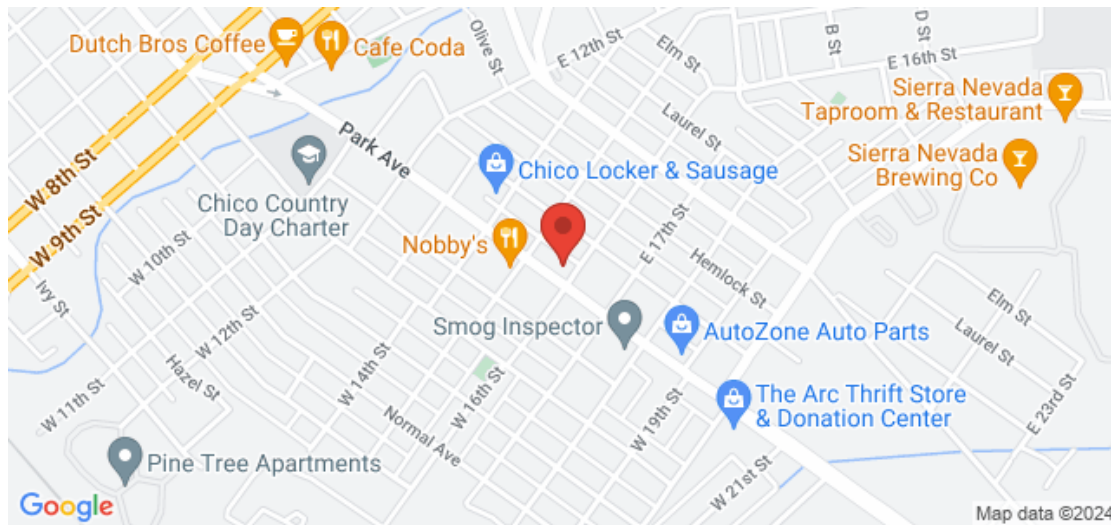 Dutch Bros Coffee
Cafe Coda
Olive St
E 12th St
Elm St
B St
D St
E 16th St
Sierra Nevada
Taproom & Restaurant
Laurel St
Park Ave
W 8th St
Chico Locker & Sausage
Sierra Nevada
Brewing Co
Chico Country
Day Charter
W 9th St
Nobby's
E 17th St
W 10th St
Hemlock St
Ivy St
Elm St
Smog Inspector
AutoZone Auto Parts
Laurel St
W 12th St
Hazel St
W 14th St
W 16th St
The Arc Thrift Store
& Donation Center
W 11th St
Normal Ave
W 19th St
E 23rd St
Pine Tree Apartments
W 21st St
Google
Map data ©2024